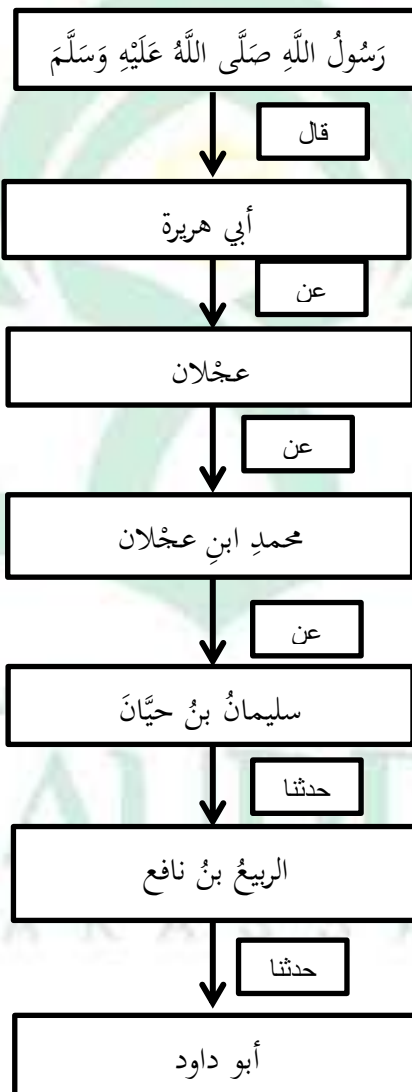 رَسُولُ اللَّهِ صَلَّى اللَّهُ عَلَيْهِ وَسَلَّمَ
قال
أبي هريرة
عن
عجْلان
عن
محمدِ ابنِ عجْلان
عن
سليمانُ بنُ حيَّانَ
حدثنا
الربيعُ بنُ نافع
حدثنا
أبو داود